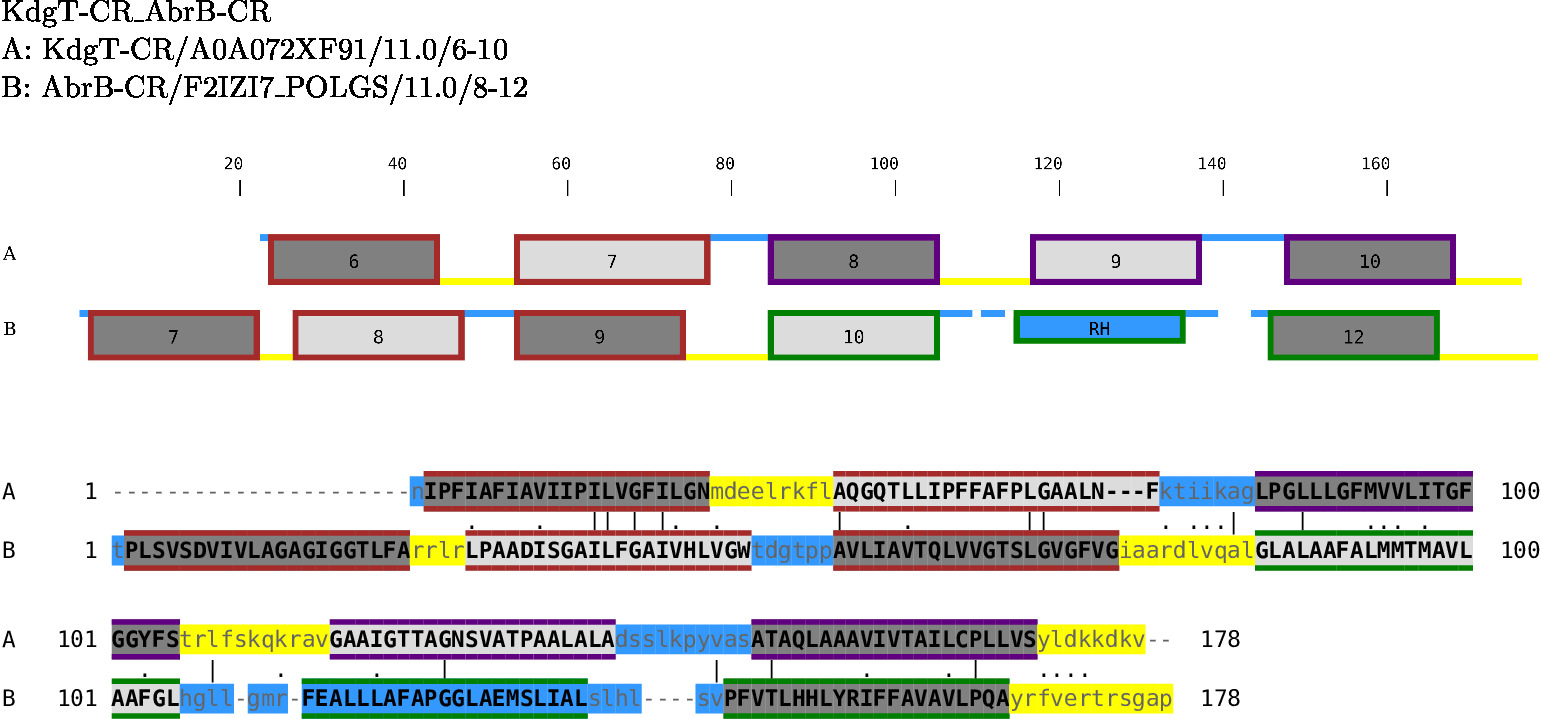 KdgT-CR_AbrB-CR
A: KdgT-CR/A0A072XF91/11.0/6-10
B: AbrB-CR/F2IZI7_POLGS/11.0/8-12
20 40 60 80 100 120 140 160
A 6 7 8 9 10
B 7 8 9 10 RH 12
A 1 ----------------------nIPFIAFIAVIIPILVGFILGNmdeelrkflAQGQTLLIPFFAFPLGAALN---FktiikagLPGLLLGFMVVLITGF 100
B 1 tPLSVSDVIVLAGAGIGGTLFArrlrLPAADISGAILFGAIVHLVGWtdgtppAVLIAVTQLVVGTSLGVGFVGiaardlvqalGLALAAFALMMTMAVL 100
A 101 GGYFStrlfskqkravGAAIGTTAGNSVATPAALALAdsslkpyvasATAQLAAAVIVTAILCPLLVSyldkkdkv-- 178
B 101 AAFGLhgll-gmr-FEALLLAFAPGGLAEMSLIALslhl----svPFVTLHHLYRIFFAVAVLPQAyrfvertrsgap 178